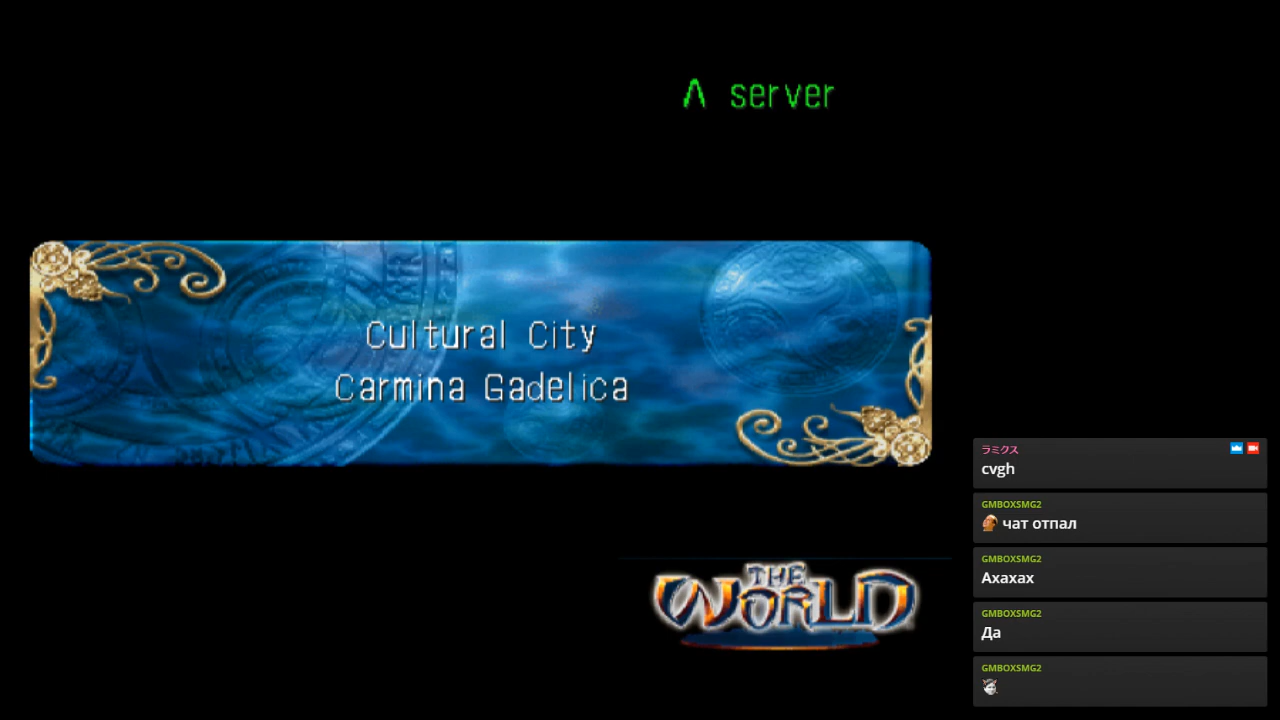 Λ server
Cultural City
Carmina Gadelica
THE
WORLD
ラミクス
cvgh
GMBOXSMG2
чат отпал
GMBOXSMG2
Ахахах
GMBOXSMG2
Да
GMBOXSMG2